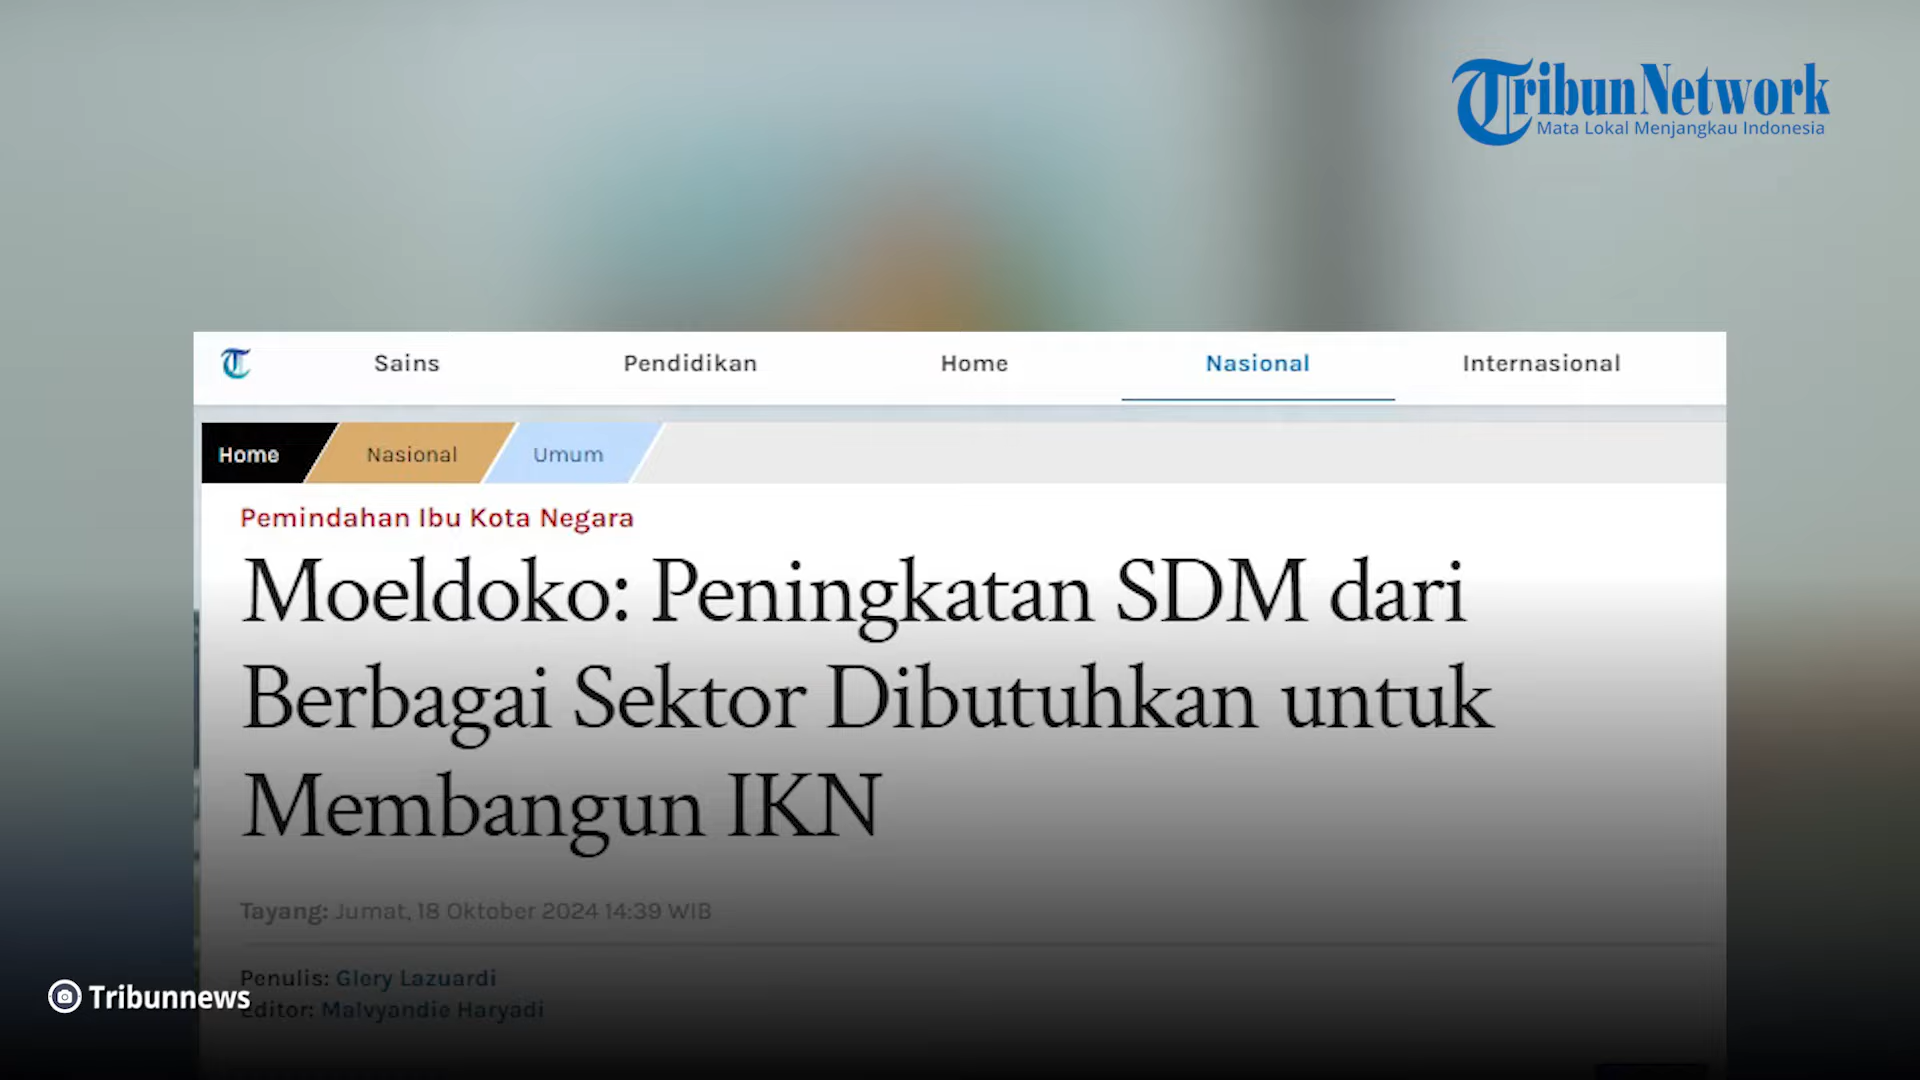 TribunNetwork
Mata Lokal Menjangkau Indonesia
Sains Pendidikan Home Nasional Internasional
Home Nasional Umum
Pemindahan Ibu Kota Negara
Moeldoko: Peningkatan SDM dari
Berbagai Sektor Dibutuhkan untuk
Membangun IKN
Tayang: Jumat, 18 Oktober 2024 14:39 WIB
Penulis: Glery Lazuardi
Editor: Malvyandie Haryadi
Tribunnews